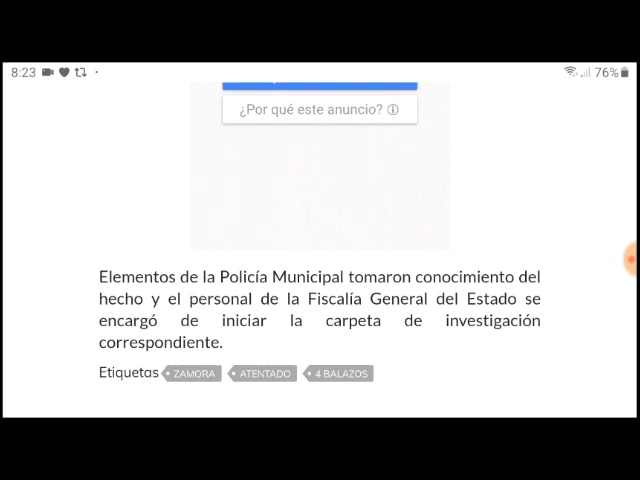 8:23
76%
¿Por qué este anuncio?
Elementos de la Policía Municipal tomaron conocimiento del
hecho y el personal de la Fiscalía General del Estado se
encargó de iniciar la carpeta de investigación
correspondiente.
Etiquetas ZAMORA ATENTADO 4 BALAZOS